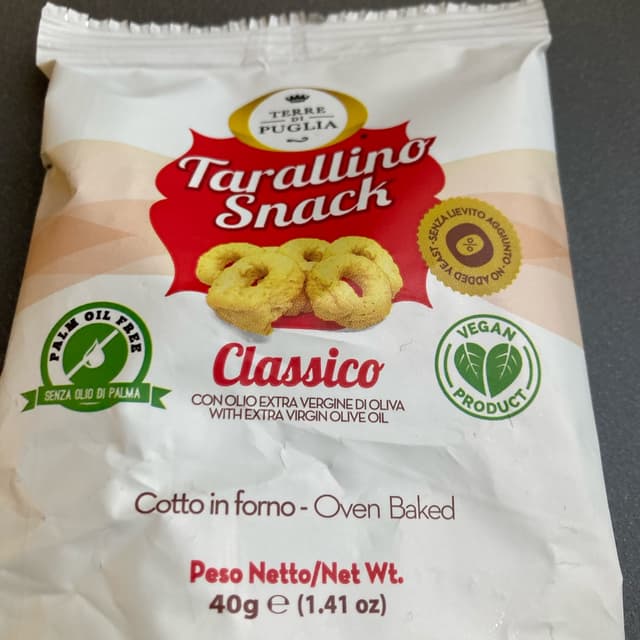 TERRE
DI
PUGLIA
Tarallino
Snack
SENZA LIEVITO AGGIUNTO · NO ADDED YEAST ·
%
PALM OIL FREE
SENZA OLIO DI PALMA
VEGAN
PRODUCT
Classico
CON OLIO EXTRA VERGINE DI OLIVA
WITH EXTRA VIRGIN OLIVE OIL
Cotto in forno - Oven Baked
Peso Netto/Net Wt.
40g ℮ (1.41 oz)